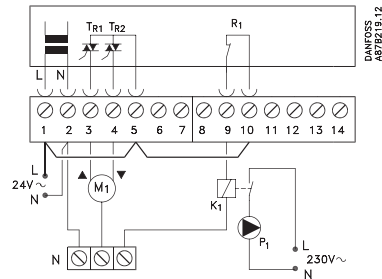 TR1 TR2 R1
L N
DANFOSS
A87B219.12
1 2 3 4 5 6 7 8 9 10 11 12 13 14
L
24V~
N
M1
K1
P1
L
230V~
N
N